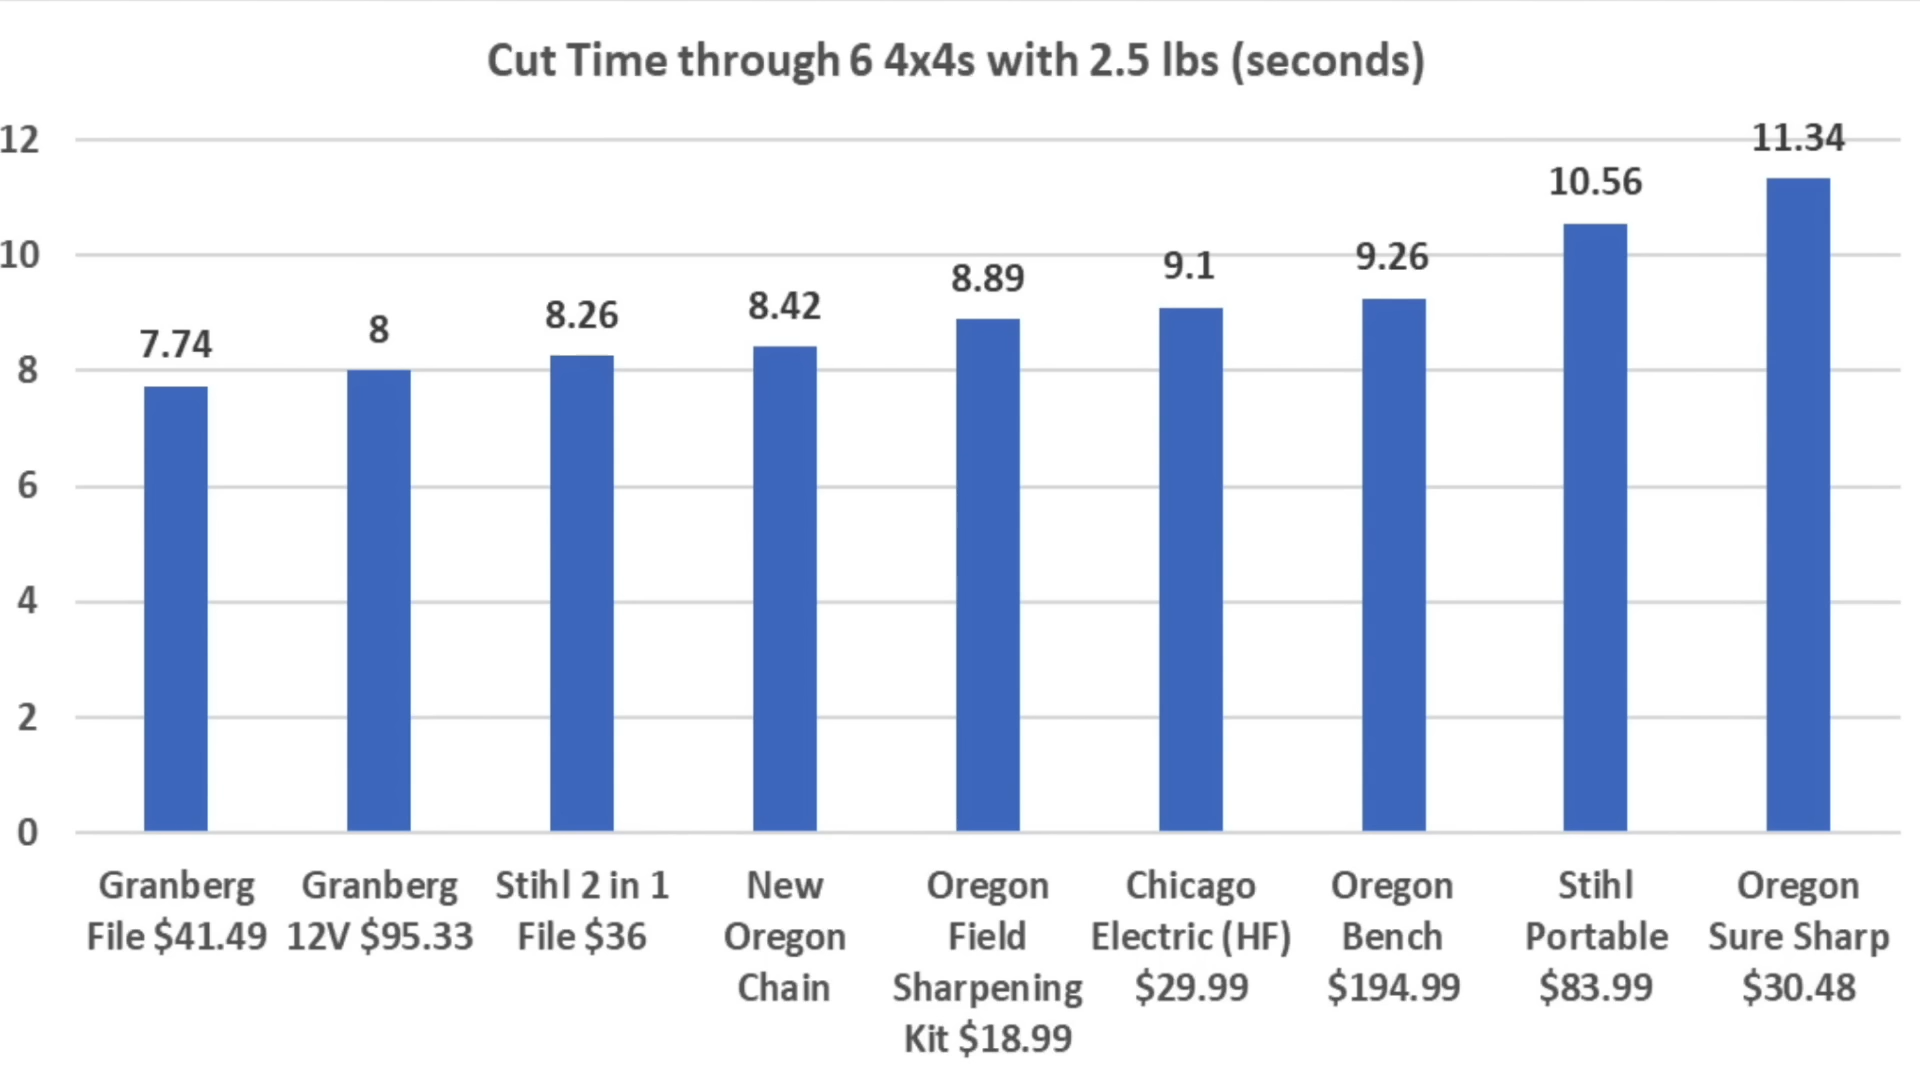 Cut Time through 6 4x4s with 2.5 lbs (seconds)
12
10
8
6
4
2
0
7.74
8
8.26
8.42
8.89
9.1
9.26
10.56
11.34
Granberg
File $41.49
Granberg
12V $95.33
Stihl 2 in 1
File $36
New
Oregon
Chain
Oregon
Field
Sharpening
Kit $18.99
Chicago
Electric (HF)
$29.99
Oregon
Bench
$194.99
Stihl
Portable
$83.99
Oregon
Sure Sharp
$30.48